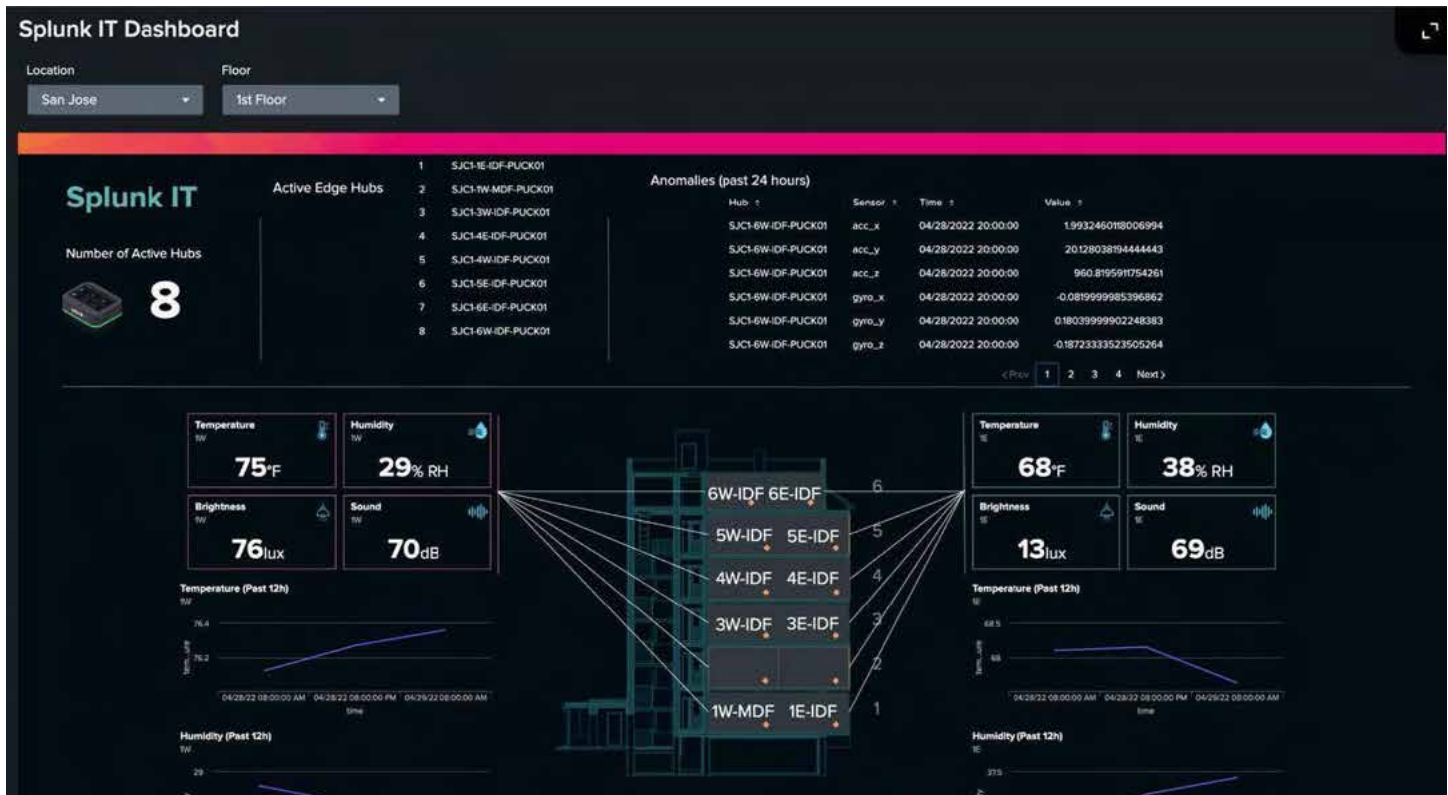 Splunk IT Dashboard
Location
Floor
San Jose
1st Floor
Splunk IT
Number of Active Hubs
8
Active Edge Hubs
1 SJC1-1E-IDF-PUCK01
2 SJC1-1W-MDF-PUCK01
3 SJC1-3W-IDF-PUCK01
4 SJC1-4E-IDF-PUCK01
5 SJC1-4W-IDF-PUCK01
6 SJC1-5E-IDF-PUCK01
7 SJC1-6E-IDF-PUCK01
8 SJC1-6W-IDF-PUCK01
Anomalies (past 24 hours)
Hub Sensor Time Value
SJC1-6W-IDF-PUCK01 acc_x 04/28/2022 20:00:00 1.9932460118006994
SJC1-6W-IDF-PUCK01 acc_y 04/28/2022 20:00:00 20.128038194444443
SJC1-6W-IDF-PUCK01 acc_z 04/28/2022 20:00:00 960.8195911754261
SJC1-6W-IDF-PUCK01 gyro_x 04/28/2022 20:00:00 -0.0819999985396862
SJC1-6W-IDF-PUCK01 gyro_y 04/28/2022 20:00:00 0.18039999902248383
SJC1-6W-IDF-PUCK01 gyro_z 04/28/2022 20:00:00 -0.18723333523505264
<Prev 1 2 3 4 Next>
Temperature
1W
75°F
Humidity
1W
29% RH
Brightness
1W
76lux
Sound
1W
70dB
Temperature (Past 12h)
1W
76.4
76.2
04/28/22 08:00:00 AM 04/28/22 08:00:00 PM 04/29/22 08:00:00 AM
time
Humidity (Past 12h)
1W
29
6W-IDF 6E-IDF 6
5W-IDF 5E-IDF 5
4W-IDF 4E-IDF 4
3W-IDF 3E-IDF 3
2
1W-MDF 1E-IDF 1
Temperature
1E
68°F
Humidity
1E
38% RH
Brightness
1E
13lux
Sound
1E
69dB
Temperature (Past 12h)
1E
68.5
68
04/28/22 08:00:00 AM 04/28/22 08:00:00 PM 04/29/22 08:00:00 AM
time
Humidity (Past 12h)
1E
37.5